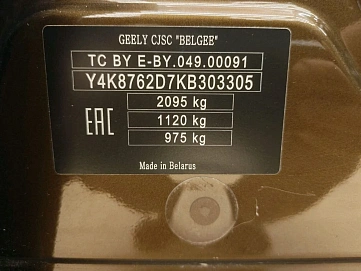 GEELY CJSC "BELGEE"
TC BY E-BY.049.00091
Y4K8762D7KB303305
2095 kg
1120 kg
975 kg
EAC
Made in Belarus